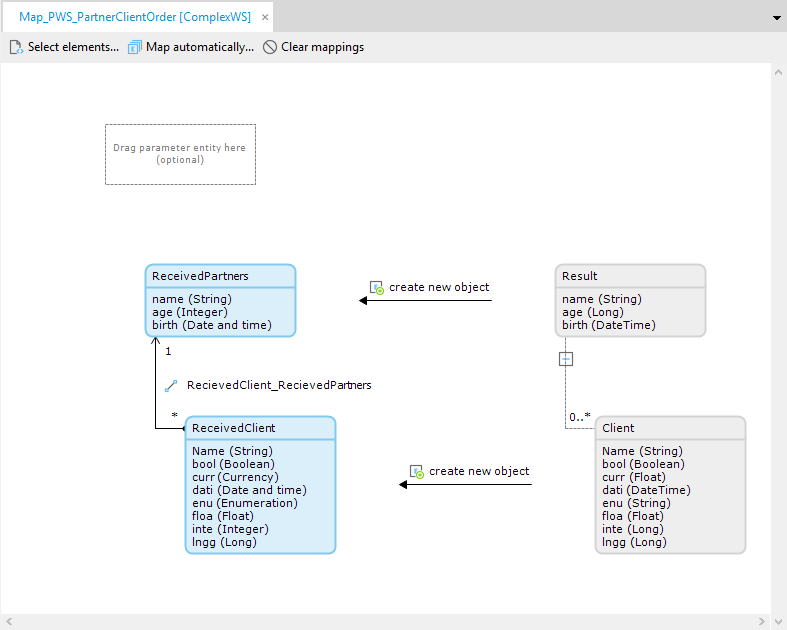 Map_PWS_PartnerClientOrder [ComplexWS]
Select elements... Map automatically... Clear mappings
Drag parameter entity here
(optional)
ReceivedPartners
name (String)
age (Integer)
birth (Date and time)
create new object
Result
name (String)
age (Long)
birth (DateTime)
1
RecievedClient_RecievedPartners
*
0..*
ReceivedClient
Name (String)
bool (Boolean)
curr (Currency)
dati (Date and time)
enu (Enumeration)
floa (Float)
inte (Integer)
lngg (Long)
create new object
Client
Name (String)
bool (Boolean)
curr (Float)
dati (DateTime)
enu (String)
floa (Float)
inte (Long)
lngg (Long)